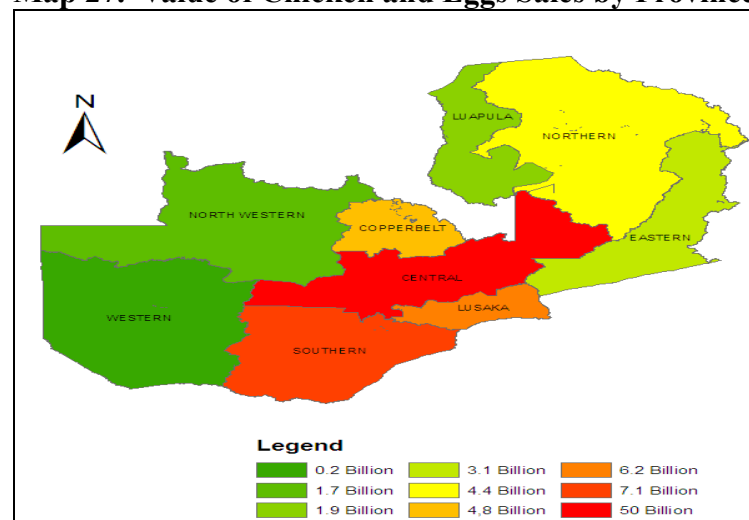 Map 27: Value of Chicken and Eggs Sales by Province
N
LUAPULA
NORTHERN
NORTH WESTERN
COPPERBELT
EASTERN
CENTRAL
LUSAKA
WESTERN
SOUTHERN
Legend
0.2 Billion 3.1 Billion 6.2 Billion
1.7 Billion 4.4 Billion 7.1 Billion
1.9 Billion 4,8 Billion 50 Billion